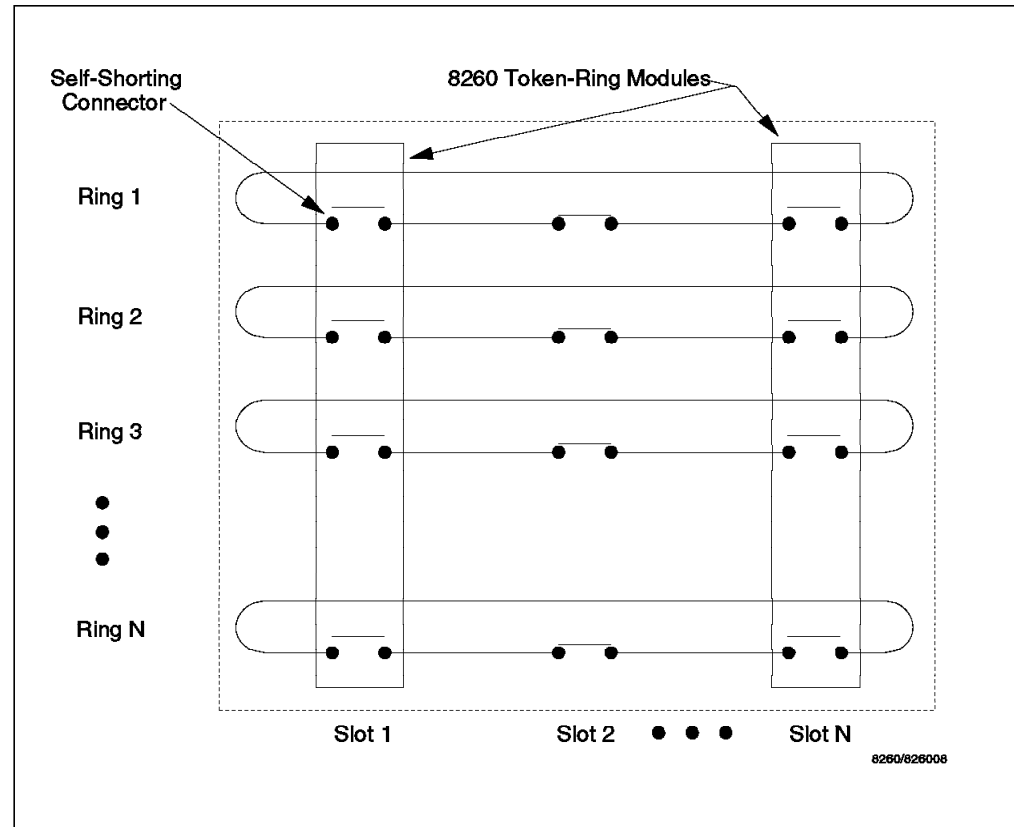 Self-Shorting
Connector
8260 Token-Ring Modules
Ring 1
Ring 2
Ring 3
Ring N
Slot 1
Slot 2
Slot N
8260/826008